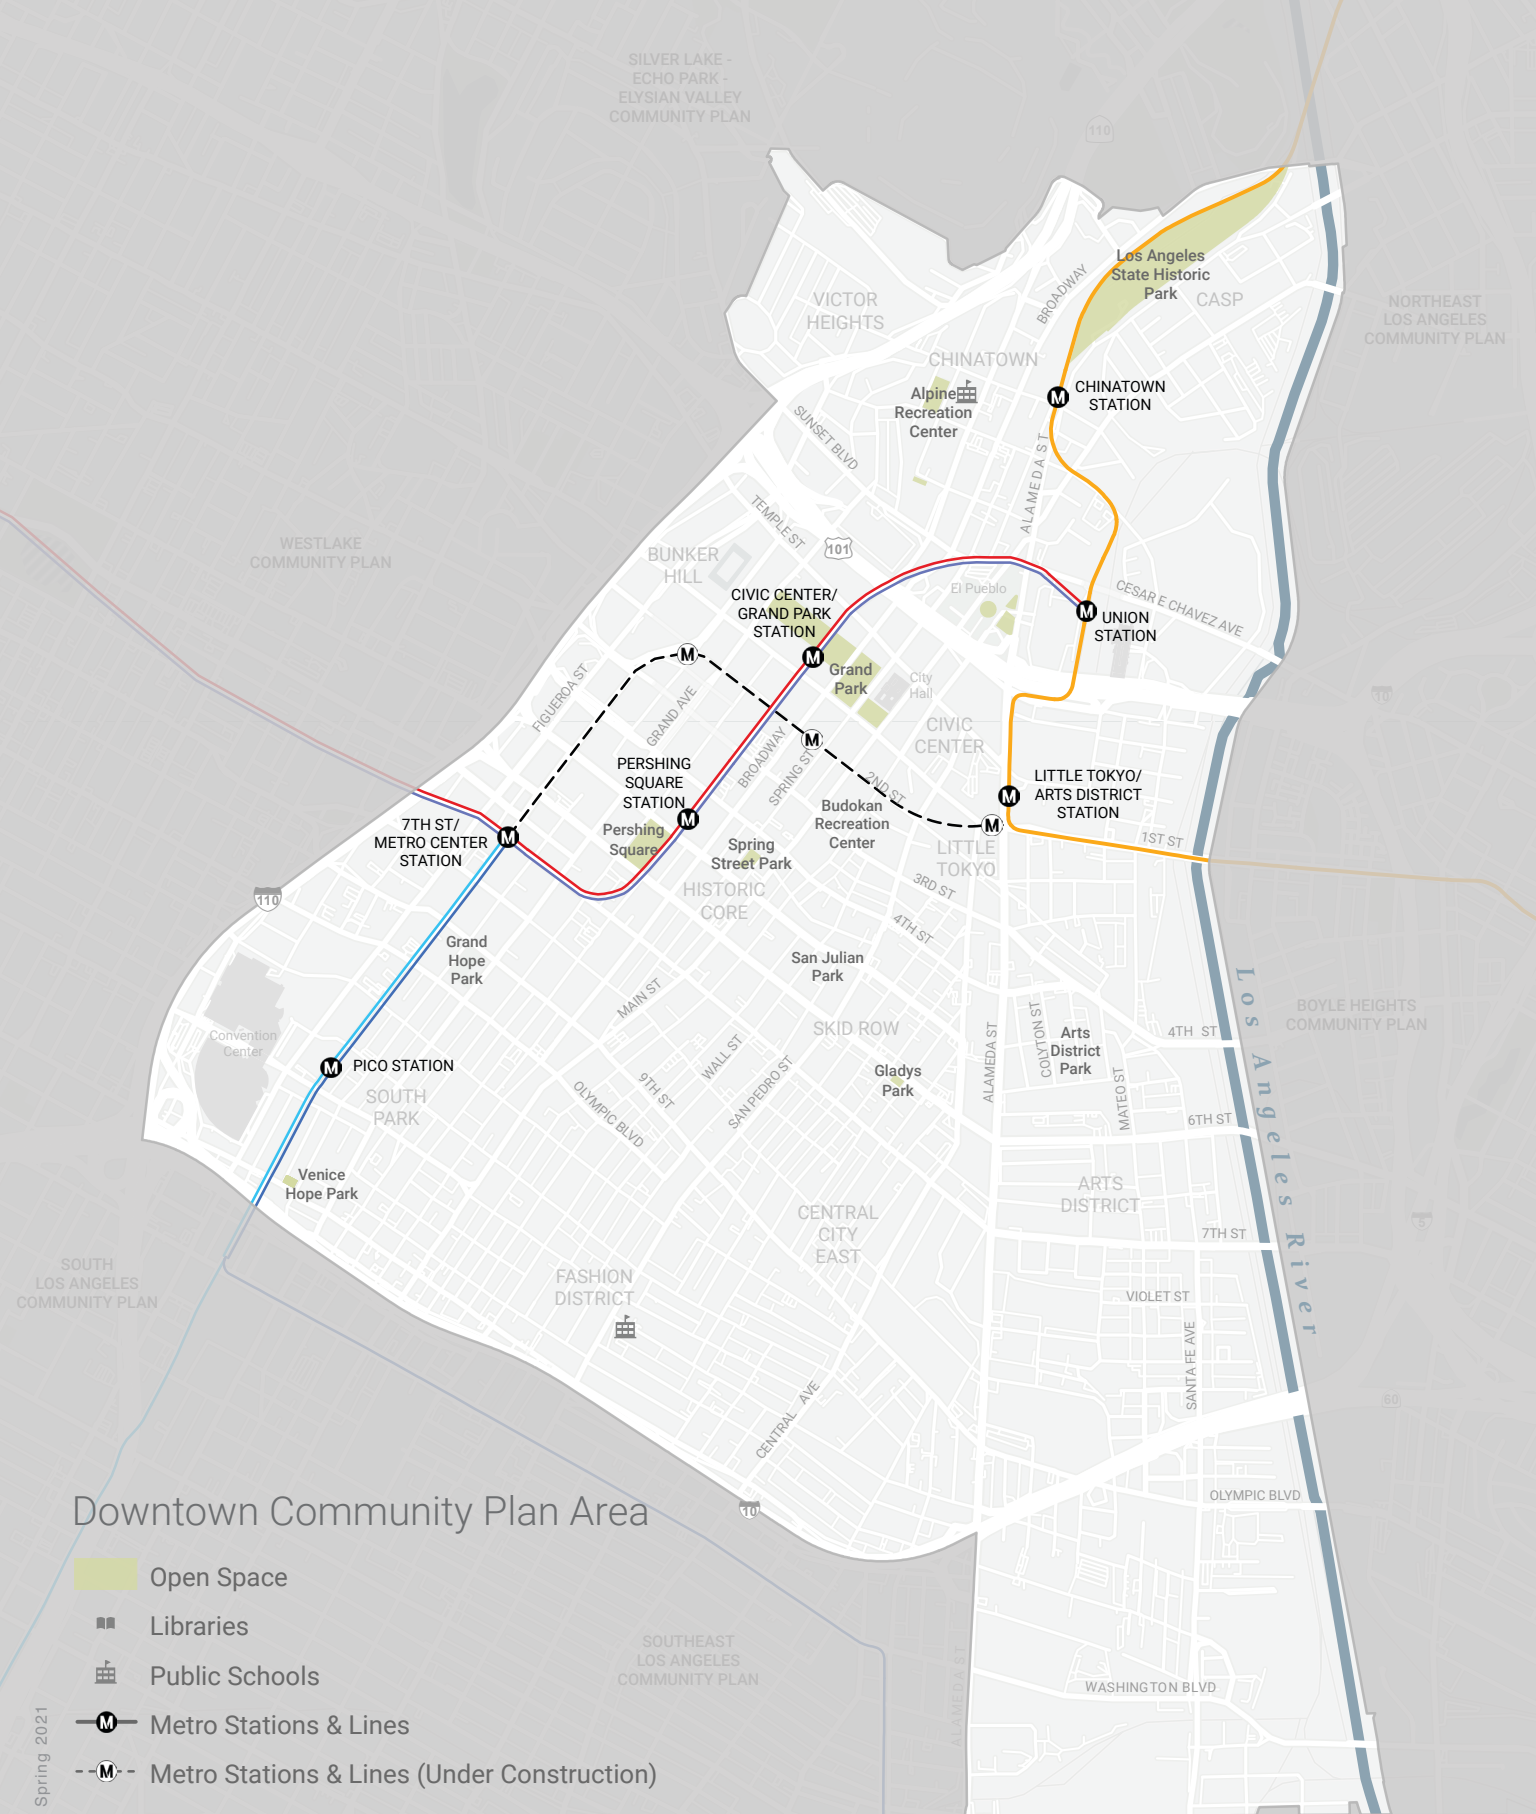 SILVER LAKE -
ECHO PARK -
ELYSIAN VALLEY
COMMUNITY PLAN
110
Los Angeles
State Historic
Park
CASP
BROADWAY
VICTOR
HEIGHTS
NORTHEAST
LOS ANGELES
COMMUNITY PLAN
CHINATOWN
Alpine
Recreation
Center
CHINATOWN
STATION
SUNSET BLVD
ALAMEDA ST
TEMPLE ST
101
WESTLAKE
COMMUNITY PLAN
BUNKER
HILL
El Pueblo
CESAR E CHAVEZ AVE
CIVIC CENTER/
GRAND PARK
STATION
UNION
STATION
M
M
M
M
Grand
Park
City
Hall
10
FIGUEROA ST
GRAND AVE
CIVIC
CENTER
M
BROADWAY
SPRING ST
2ND ST
PERSHING
SQUARE
STATION
M
LITTLE TOKYO/
ARTS DISTRICT
STATION
M
M
1ST ST
Budokan
Recreation
Center
7TH ST/
METRO CENTER
STATION
M
Pershing
Square
Spring
Street Park
LITTLE
TOKYO
3RD ST
HISTORIC
CORE
110
4TH ST
Grand
Hope
Park
San Julian
Park
MAIN ST
Los Angeles River
BOYLE HEIGHTS
COMMUNITY PLAN
Convention
Center
SKID ROW
WALL ST
ALAMEDA ST
COLYTON ST
Arts
District
Park
4TH ST
M
PICO STATION
SOUTH
PARK
OLYMPIC BLVD
9TH ST
SAN PEDRO ST
Gladys
Park
MATEO ST
6TH ST
Venice
Hope Park
ARTS
DISTRICT
CENTRAL
CITY
EAST
7TH ST
5
SOUTH
LOS ANGELES
COMMUNITY PLAN
FASHION
DISTRICT
VIOLET ST
SANTA FE AVE
CENTRAL AVE
60
10
OLYMPIC BLVD
SOUTHEAST
LOS ANGELES
COMMUNITY PLAN
ALAMEDA ST
WASHINGTON BLVD
Downtown Community Plan Area
Open Space
Libraries
Public Schools
M
Metro Stations & Lines
M
Metro Stations & Lines (Under Construction)
Spring 2021